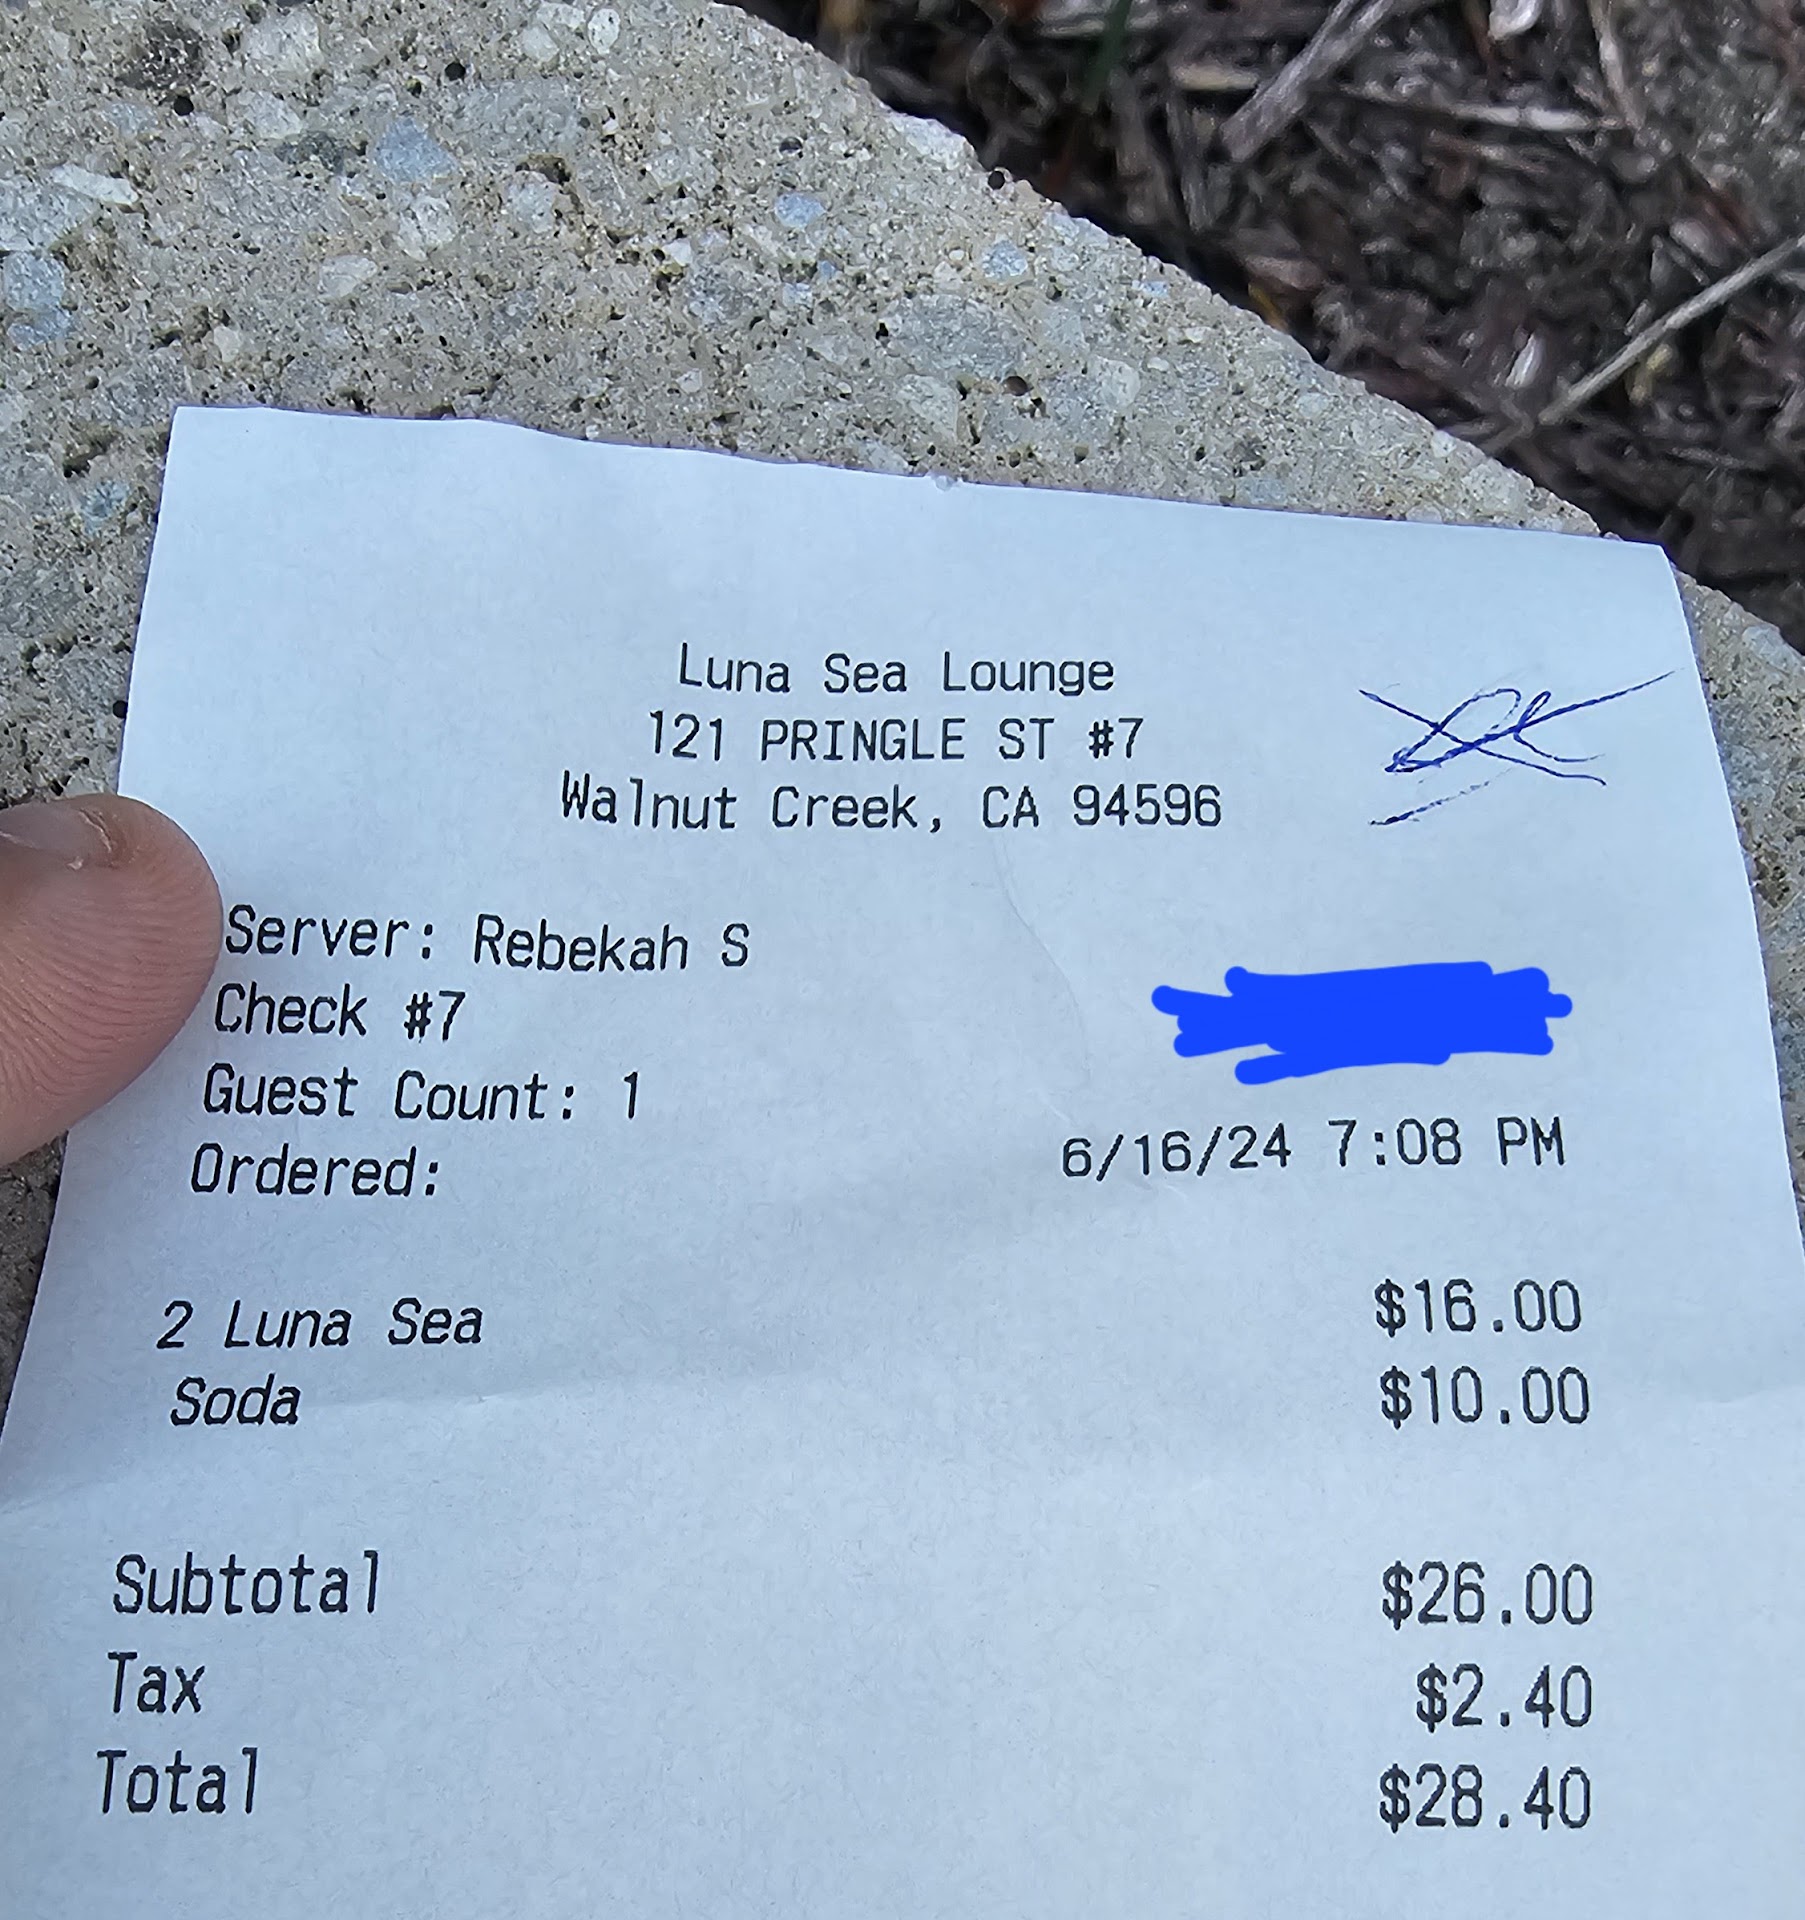 Luna Sea Lounge
121 PRINGLE ST #7
Walnut Creek, CA 94596
Server: Rebekah S
Check #7
Guest Count: 1
Ordered: 6/16/24 7:08 PM
2 Luna Sea $16.00
Soda $10.00
Subtotal $26.00
Tax $2.40
Total $28.40